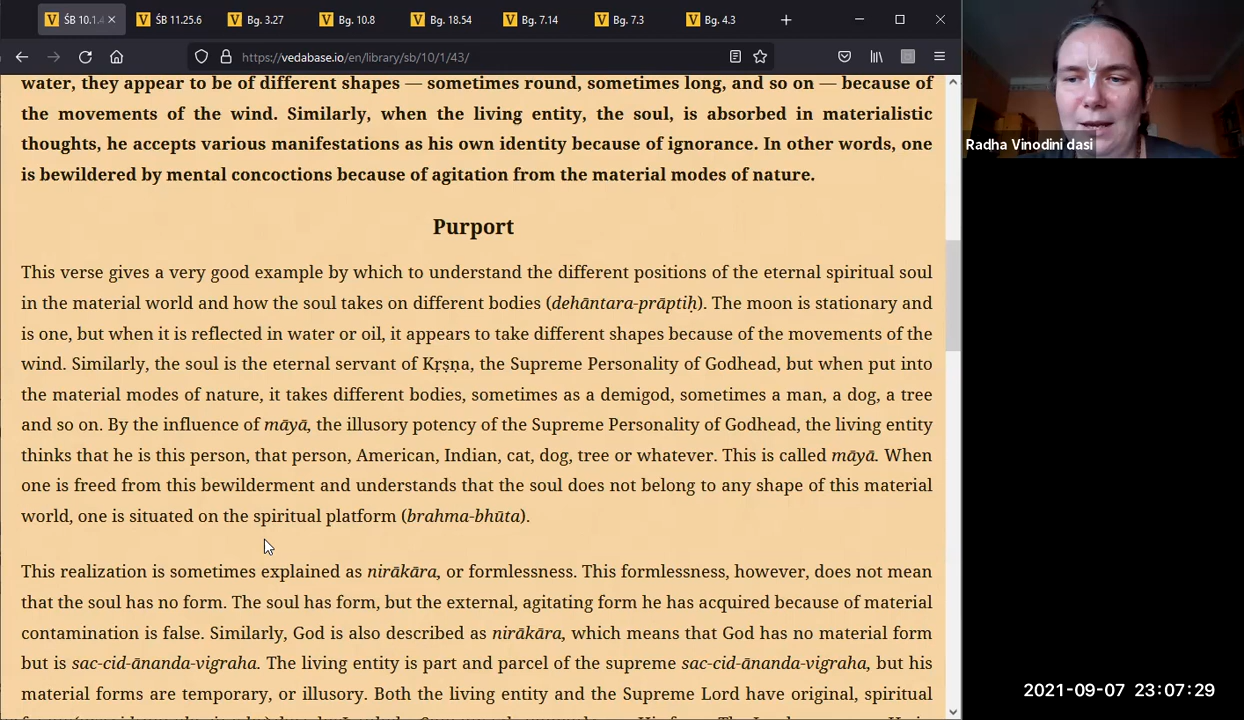 ŚB 10.1.4
ŚB 11.25.6
Bg. 3.27
Bg. 10.8
Bg. 18.54
Bg. 7.14
Bg. 7.3
Bg. 4.3
https://vedabase.io/en/library/sb/10/1/43/
water, they appear to be of different shapes — sometimes round, sometimes long, and so on — because of
the movements of the wind. Similarly, when the living entity, the soul, is absorbed in materialistic
thoughts, he accepts various manifestations as his own identity because of ignorance. In other words, one
is bewildered by mental concoctions because of agitation from the material modes of nature.
Purport
This verse gives a very good example by which to understand the different positions of the eternal spiritual soul
in the material world and how the soul takes on different bodies (dehāntara-prāptiḥ). The moon is stationary and
is one, but when it is reflected in water or oil, it appears to take different shapes because of the movements of the
wind. Similarly, the soul is the eternal servant of Kṛṣṇa, the Supreme Personality of Godhead, but when put into
the material modes of nature, it takes different bodies, sometimes as a demigod, sometimes a man, a dog, a tree
and so on. By the influence of māyā, the illusory potency of the Supreme Personality of Godhead, the living entity
thinks that he is this person, that person, American, Indian, cat, dog, tree or whatever. This is called māyā. When
one is freed from this bewilderment and understands that the soul does not belong to any shape of this material
world, one is situated on the spiritual platform (brahma-bhūta).
This realization is sometimes explained as nirākāra, or formlessness. This formlessness, however, does not mean
that the soul has no form. The soul has form, but the external, agitating form he has acquired because of material
contamination is false. Similarly, God is also described as nirākāra, which means that God has no material form
but is sac-cid-ānanda-vigraha. The living entity is part and parcel of the supreme sac-cid-ānanda-vigraha, but his
material forms are temporary, or illusory. Both the living entity and the Supreme Lord have original, spiritual
Radha Vinodini dasi
2021-09-07 23:07:29